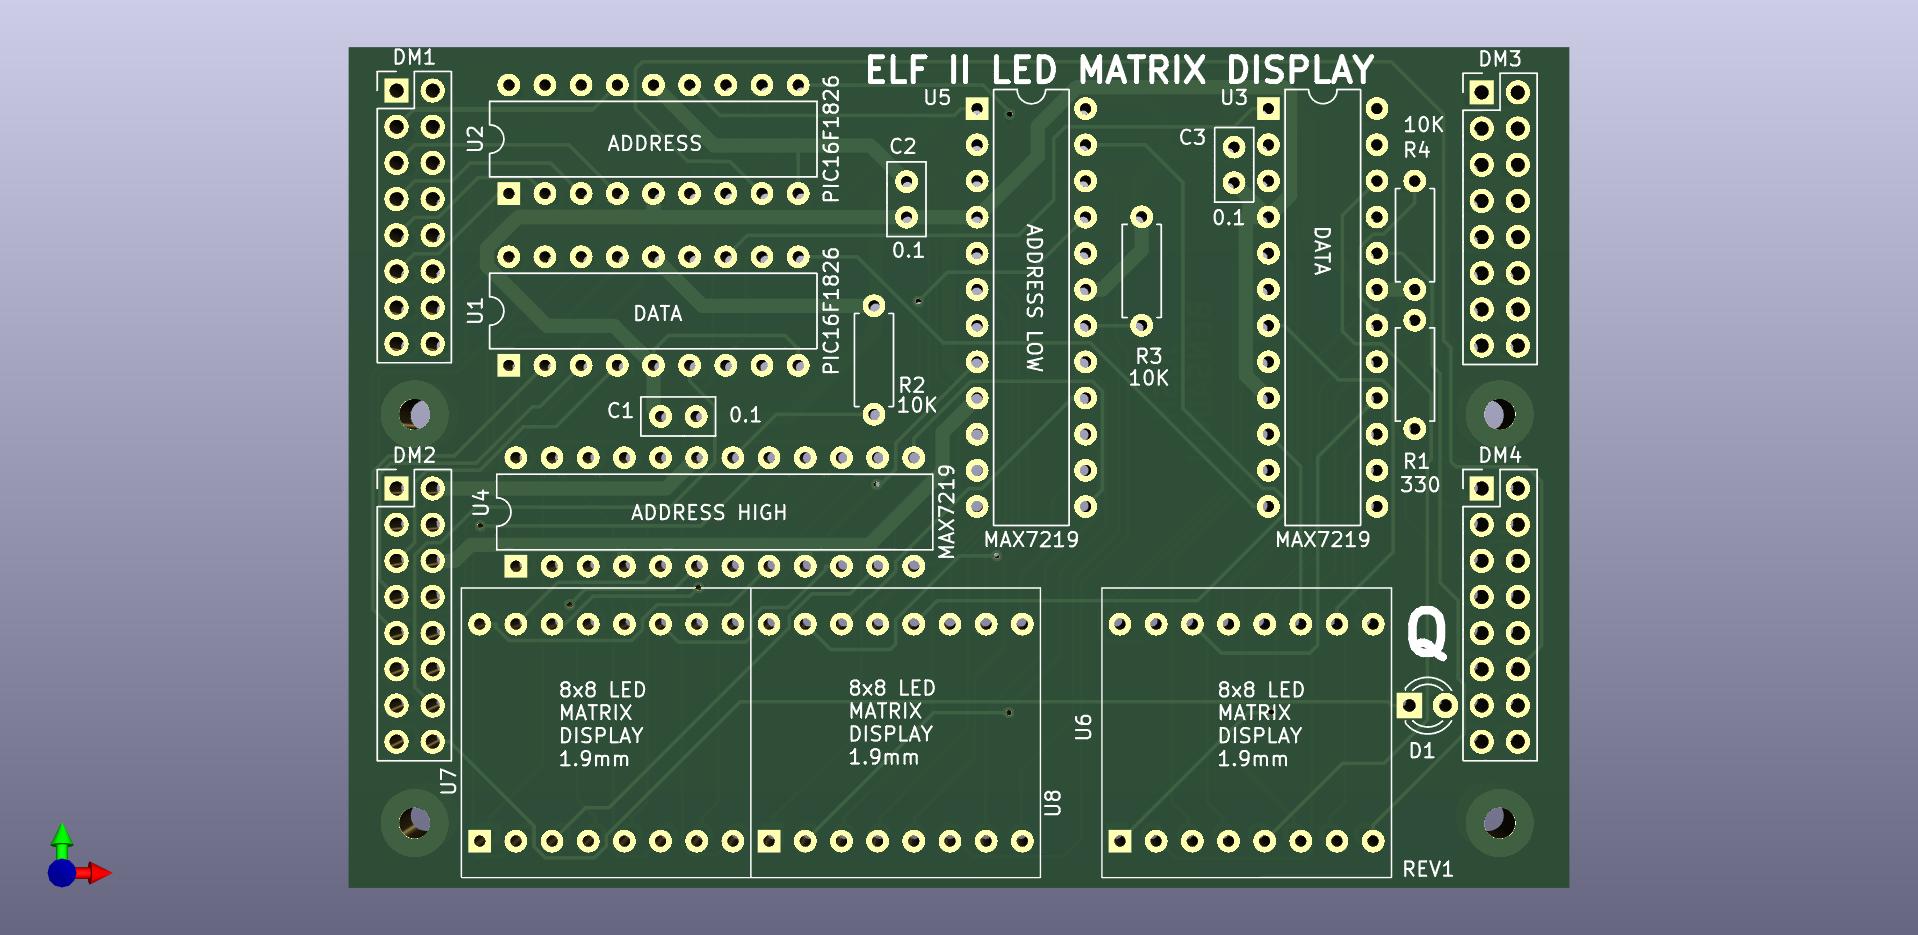 ELF II LED MATRIX DISPLAY
DM1
U2
ADDRESS
PIC16F1826
C2
0.1
U5
ADDRESS LOW
MAX7219
U3
C3
0.1
DATA
MAX7219
10K
R4
DM3
U1
DATA
PIC16F1826
R2
10K
R3
10K
C1
0.1
R1
330
DM2
U4
ADDRESS HIGH
MAX7219
DM4
8x8 LED
MATRIX
DISPLAY
1.9mm
U7
8x8 LED
MATRIX
DISPLAY
1.9mm
U8
U6
8x8 LED
MATRIX
DISPLAY
1.9mm
Q
D1
REV1